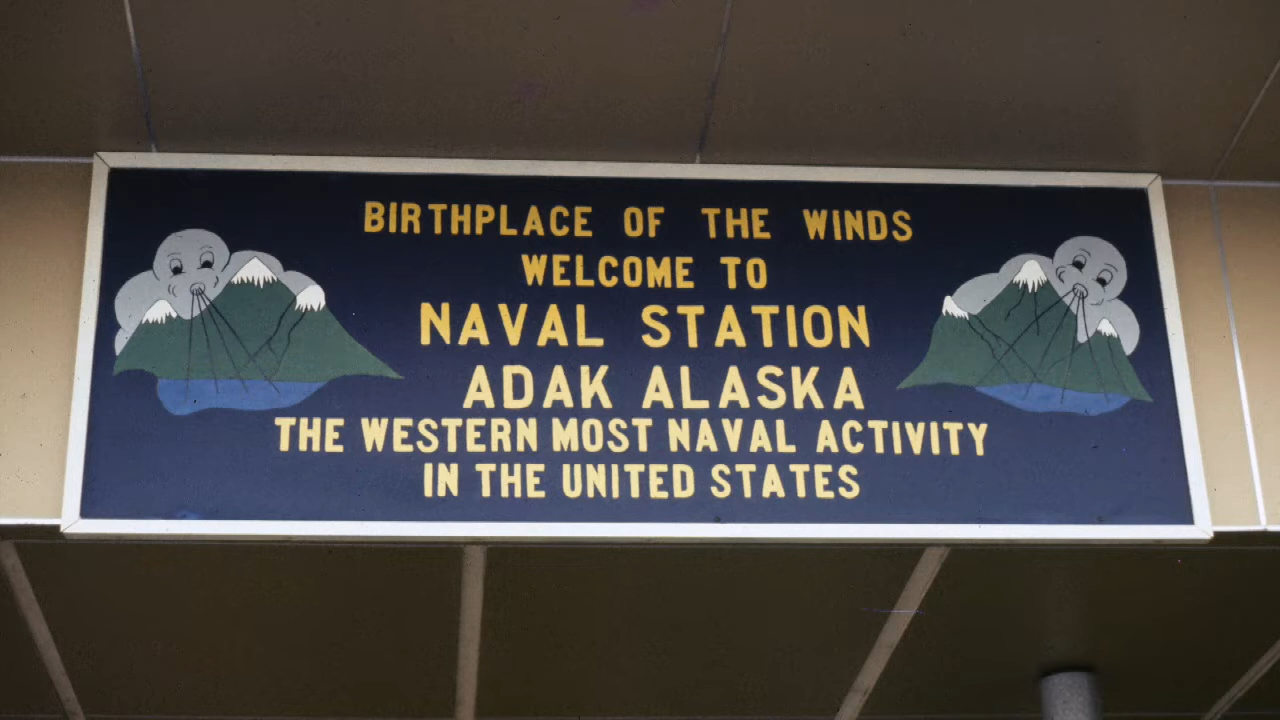 BIRTHPLACE OF THE WINDS
WELCOME TO
NAVAL STATION
ADAK ALASKA
THE WESTERN MOST NAVAL ACTIVITY
IN THE UNITED STATES